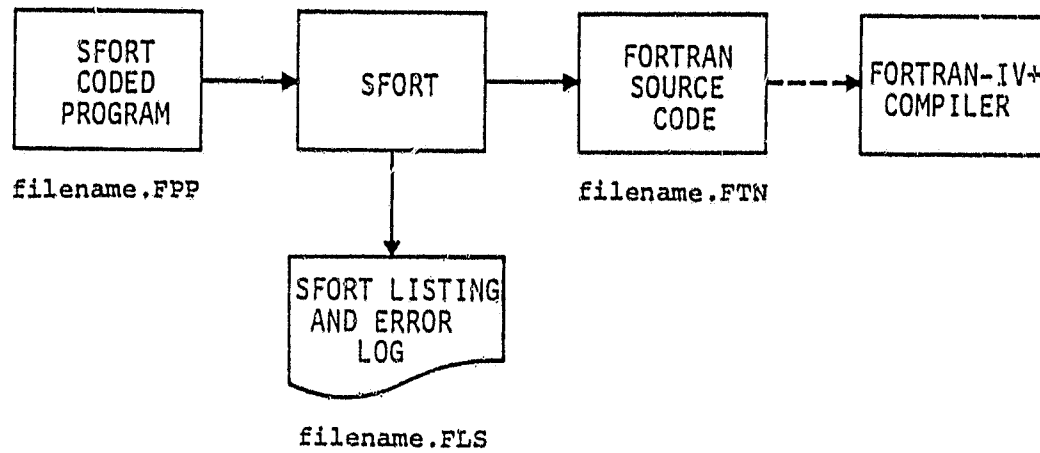 SFORT
CODED
PROGRAM
SFORT
FORTRAN
SOURCE
CODE
FORTRAN-IV+
COMPILER
filename.FPP
filename.FTN
SFORT LISTING
AND ERROR
LOG
filename.FLS